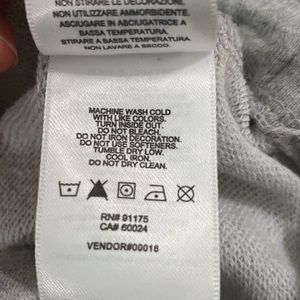 NON STIRARE LE DECORAZIONI.
NON UTILIZZARE AMMORBIDENTE.
ASCIUGARE IN ASCIUGATRICE A
BASSA TEMPERATURA.
STIRARE A BASSA TEMPERATURA.
NON LAVARE A SECCO.
MACHINE WASH COLD
WITH LIKE COLORS.
TURN INSIDE OUT.
DO NOT BLEACH.
DO NOT IRON DECORATION.
DO NOT USE SOFTENERS.
TUMBLE DRY LOW.
COOL IRON.
DO NOT DRY CLEAN.
RN# 91175
CA# 60024
VENDOR#00018